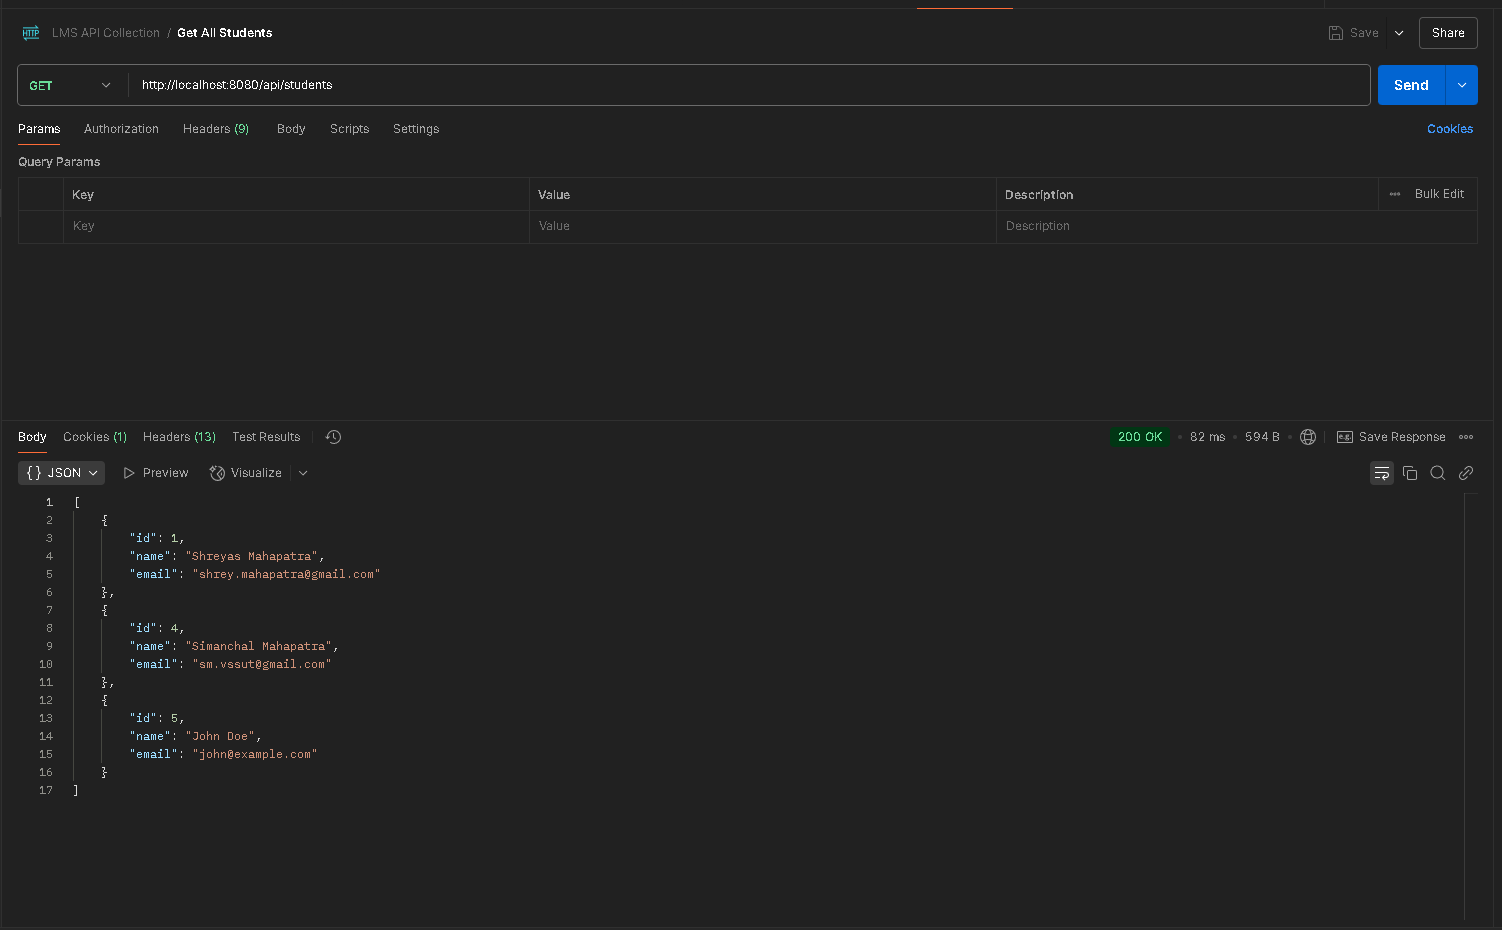 HTTP LMS API Collection / Get All Students Save Share
GET http://localhost:8080/api/students Send
Params Authorization Headers (9) Body Scripts Settings Cookies
Query Params
Key Value Description Bulk Edit
Key Value Description
Body Cookies (1) Headers (13) Test Results 200 OK • 82 ms • 594 B • e.g. Save Response
{} JSON Preview Visualize
1 [
2 {
3 "id": 1,
4 "name": "Shreyas Mahapatra",
5 "email": "shrey.mahapatra@gmail.com"
6 },
7 {
8 "id": 4,
9 "name": "Simanchal Mahapatra",
10 "email": "sm.vssut@gmail.com"
11 },
12 {
13 "id": 5,
14 "name": "John Doe",
15 "email": "john@example.com"
16 }
17 ]